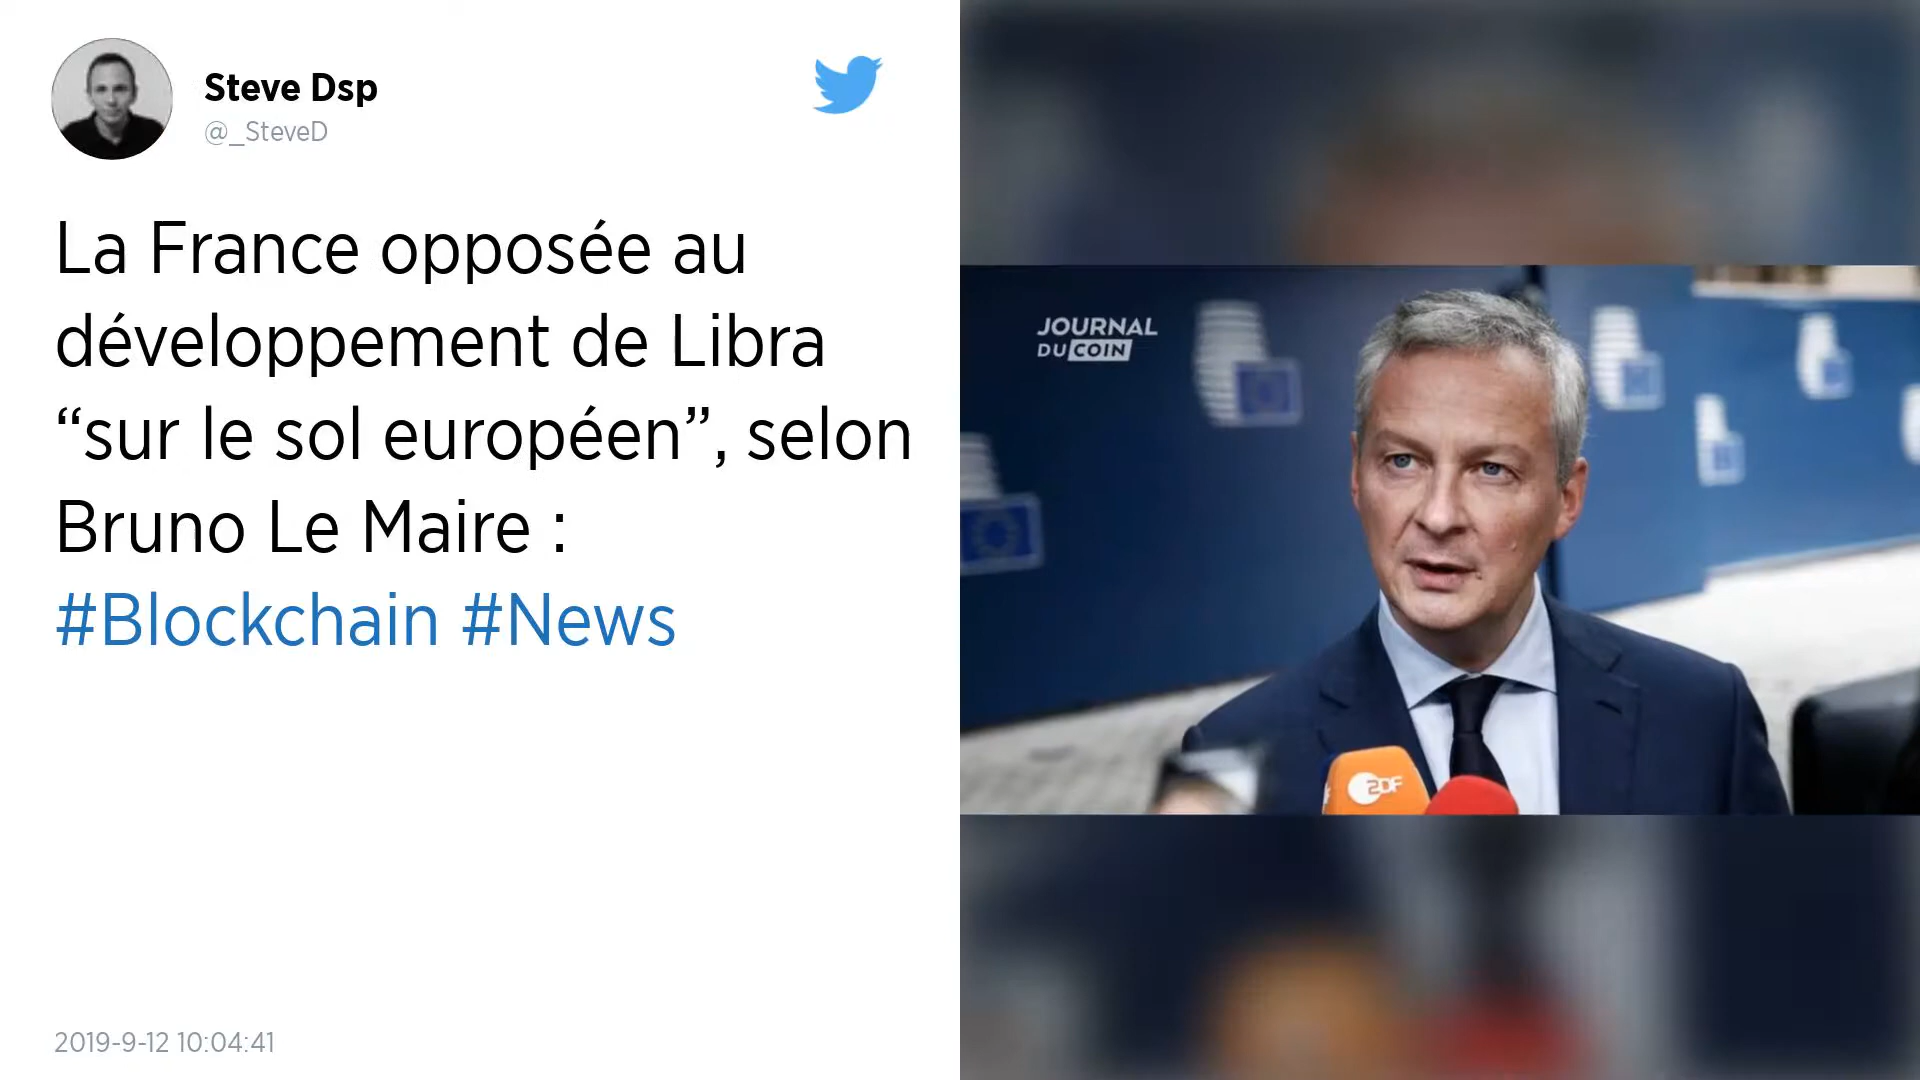 Steve Dsp
@_SteveD
La France opposée au
développement de Libra
“sur le sol européen”, selon
Bruno Le Maire :
#Blockchain #News
2019-9-12 10:04:41
JOURNAL
DU COIN
ZDF